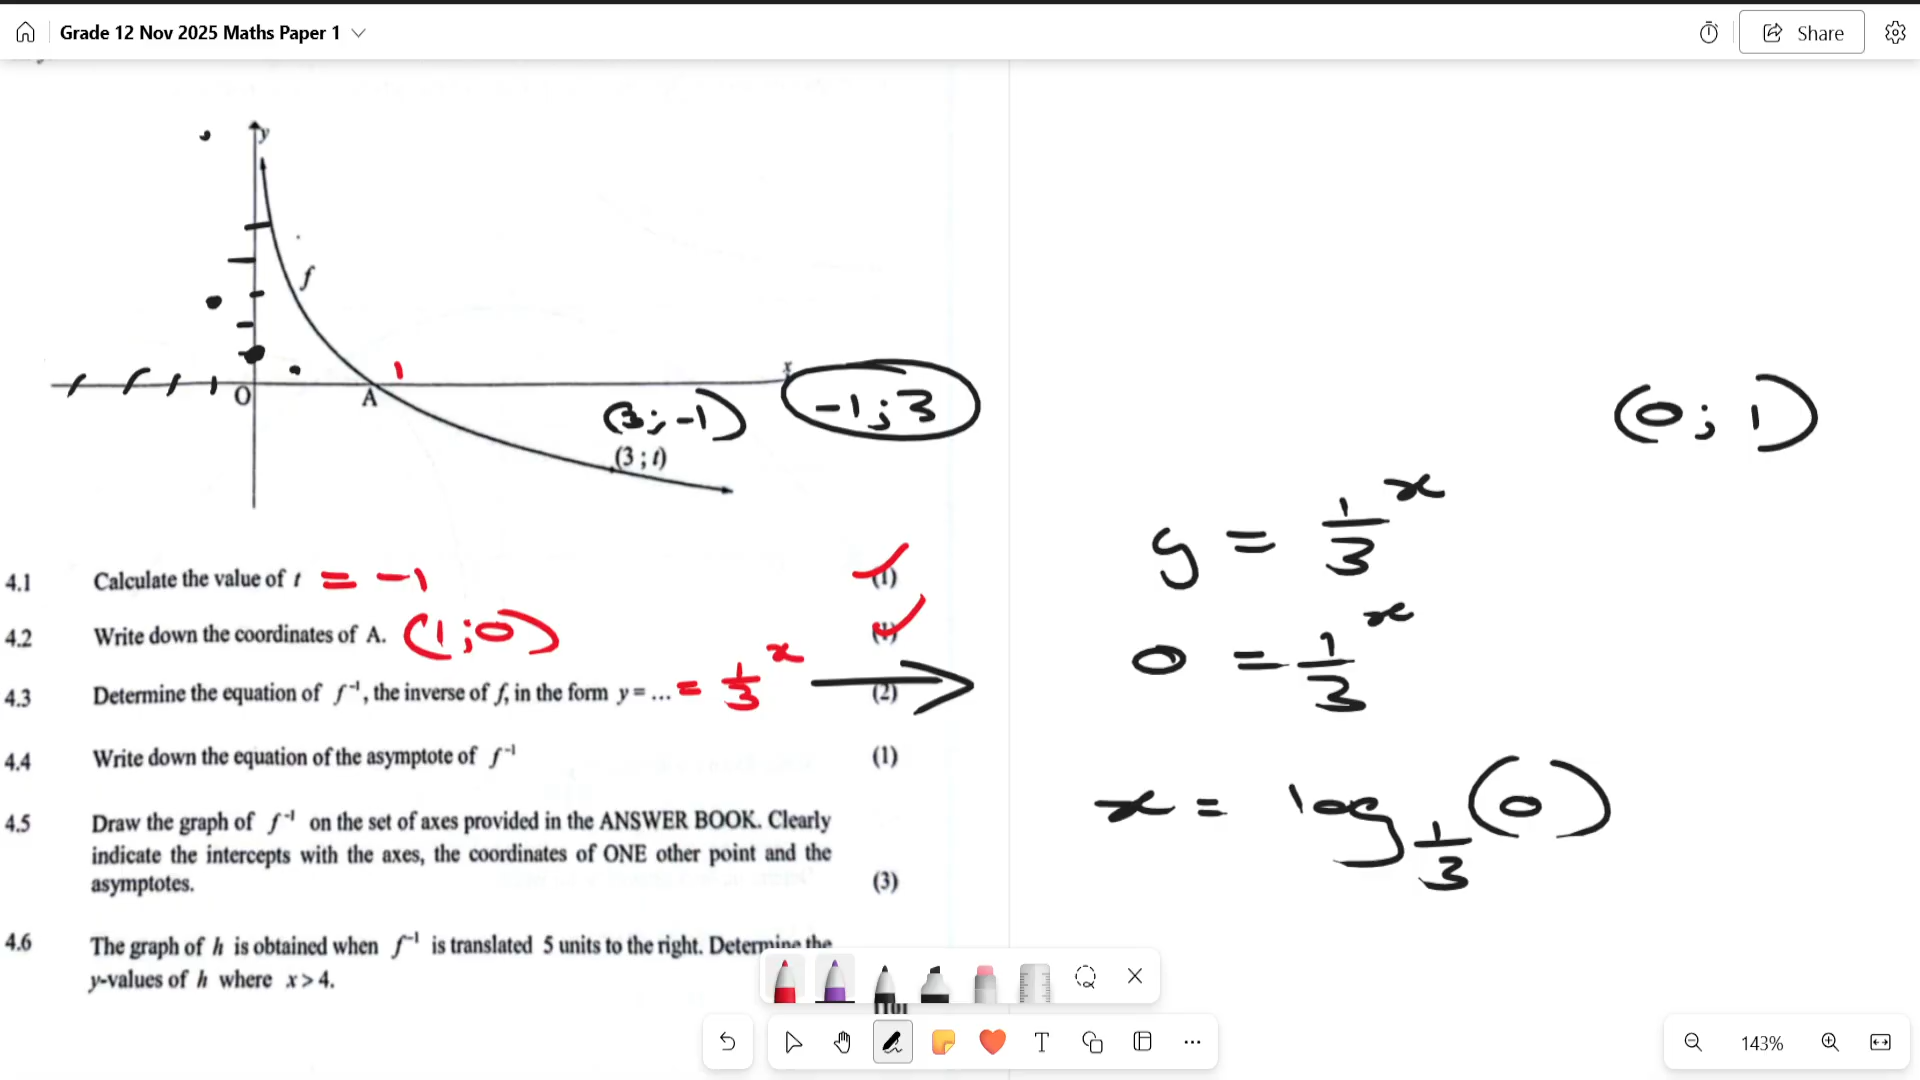 Grade 12 Nov 2025 Maths Paper 1
Share
y
f
1
x
O
A
(3; -1)
-1; 3
(3 ; t)
(0; 1)
y = 1/3^x
0 = 1/3^x
x = log_1/3 (0)
4.1 Calculate the value of t = -1 (1)
4.2 Write down the coordinates of A. (1; 0) (1)
4.3 Determine the equation of f⁻¹, the inverse of f, in the form y = ... = 1/3^x (2)
4.4 Write down the equation of the asymptote of f⁻¹ (1)
4.5 Draw the graph of f⁻¹ on the set of axes provided in the ANSWER BOOK. Clearly
indicate the intercepts with the axes, the coordinates of ONE other point and the
asymptotes. (3)
4.6 The graph of h is obtained when f⁻¹ is translated 5 units to the right. Determine the
y-values of h where x > 4.
T
143%